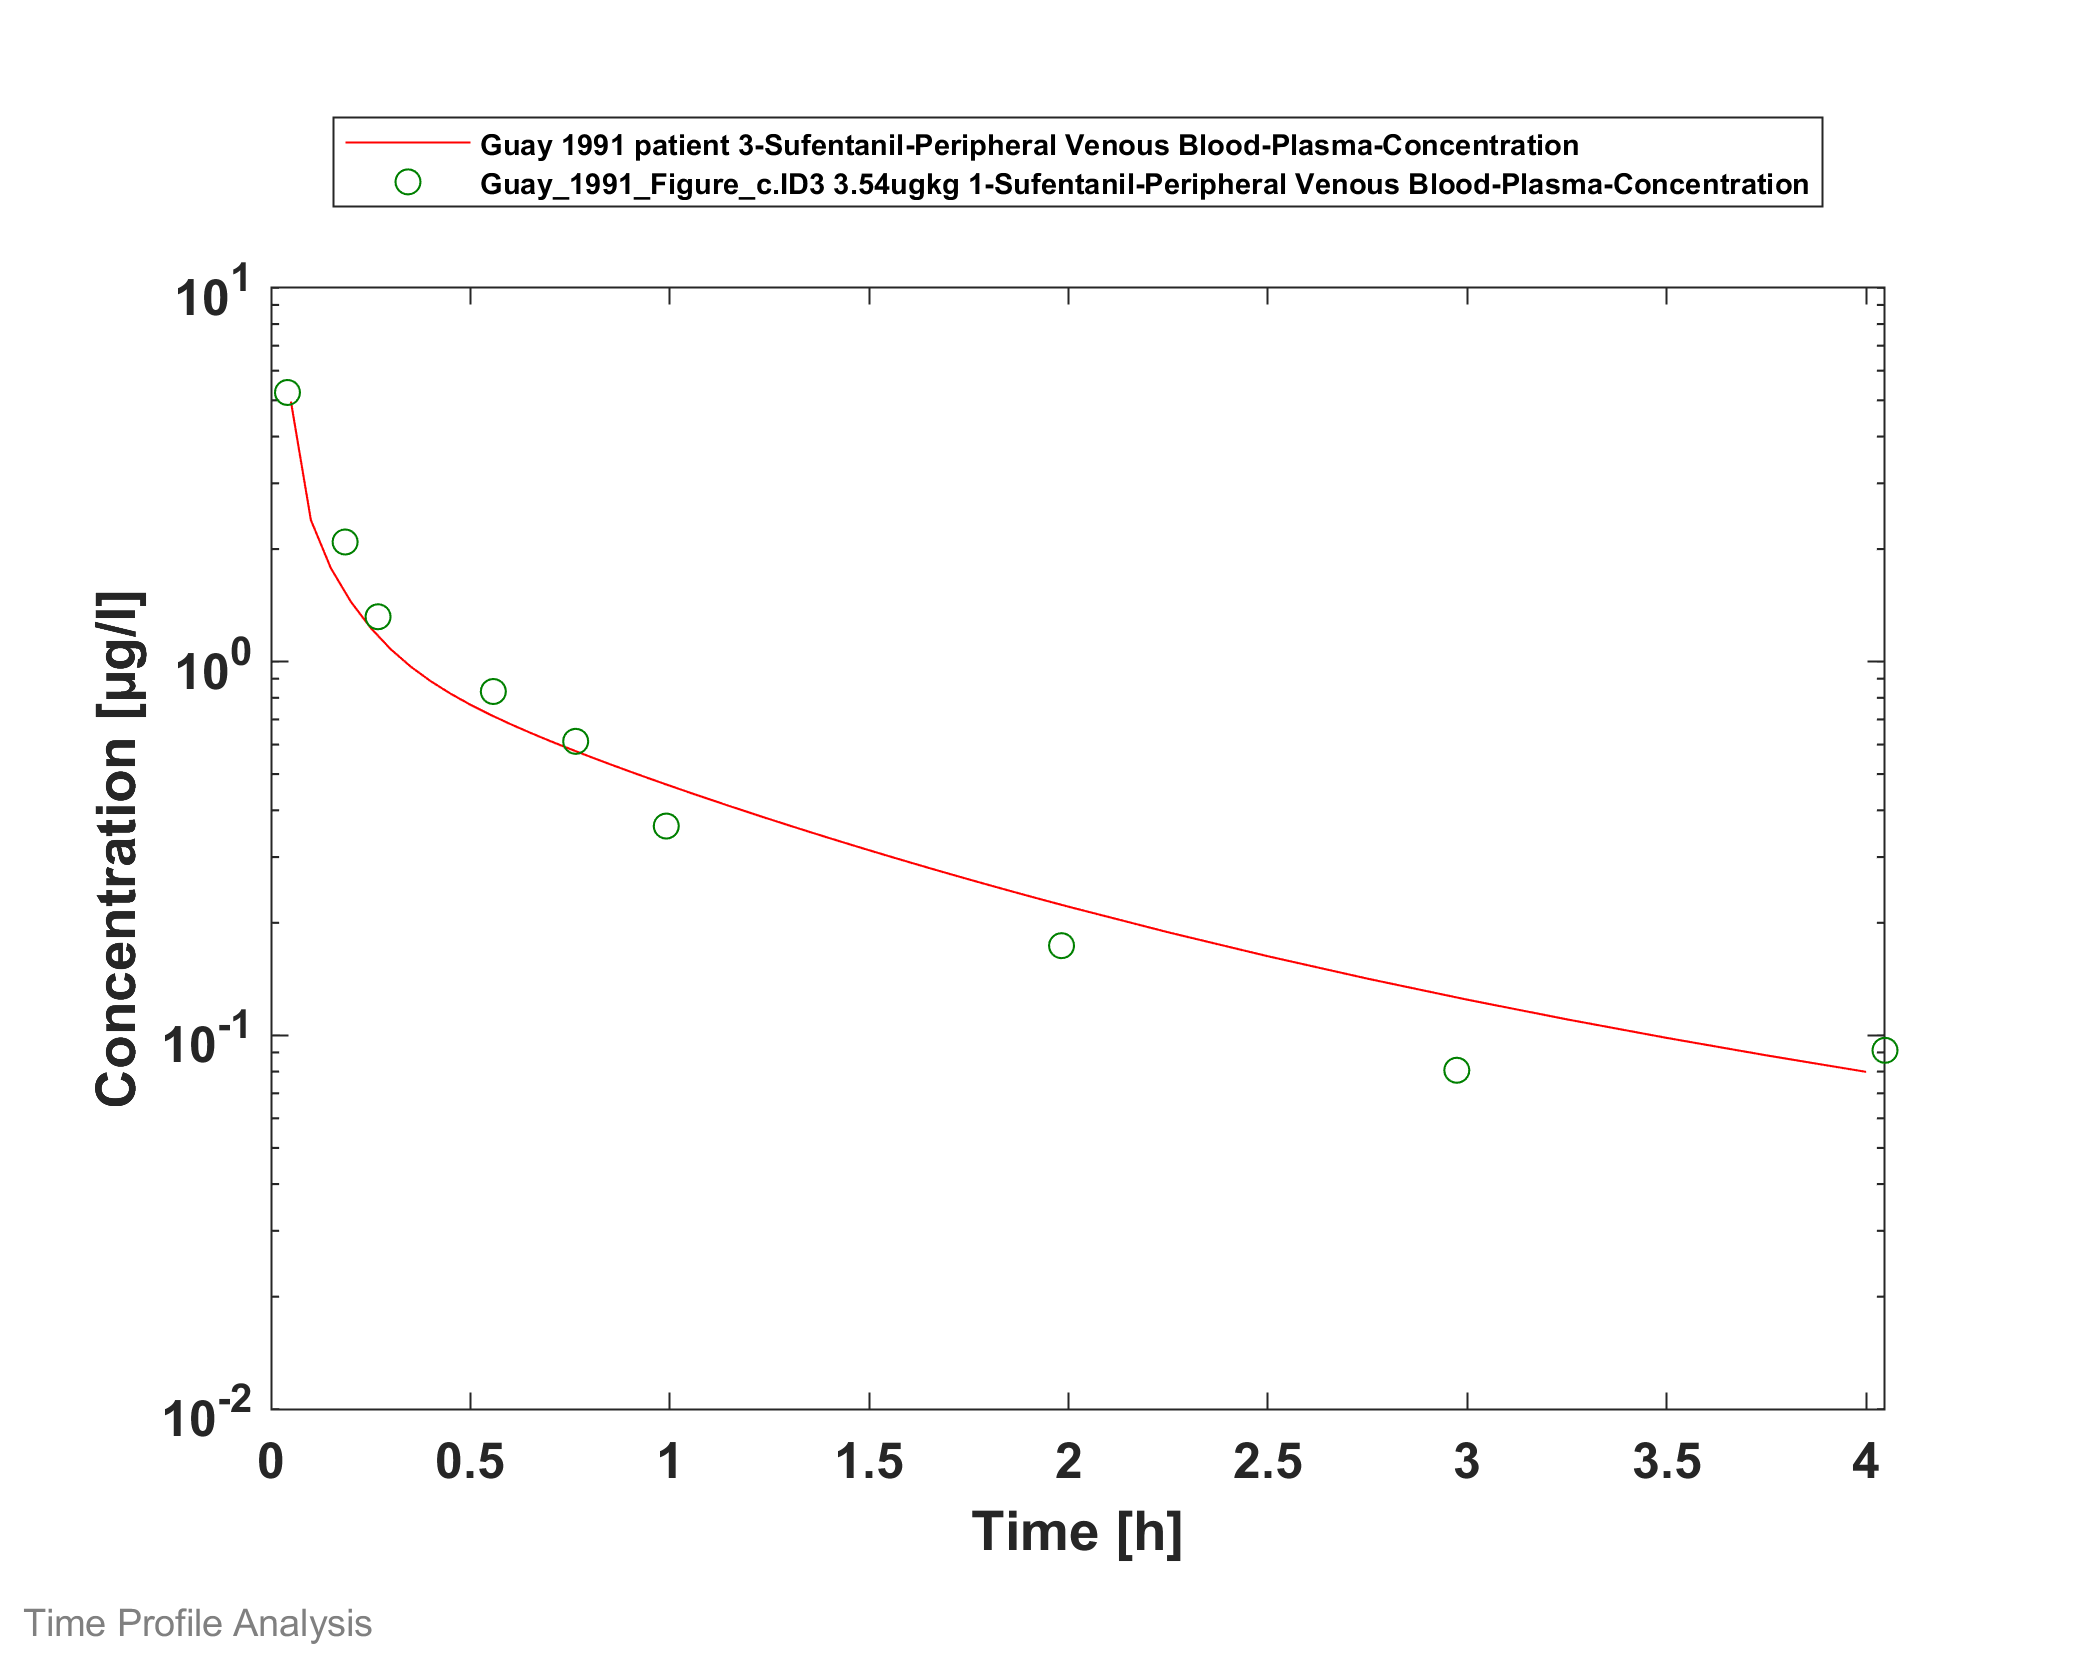 Guay 1991 patient 3-Sufentanil-Peripheral Venous Blood-Plasma-Concentration
Guay_1991_Figure_c.ID3 3.54ugkg 1-Sufentanil-Peripheral Venous Blood-Plasma-Concentration
10^1
10^0
10^-1
10^-2
Concentration [µg/l]
0 0.5 1 1.5 2 2.5 3 3.5 4
Time [h]
Time Profile Analysis